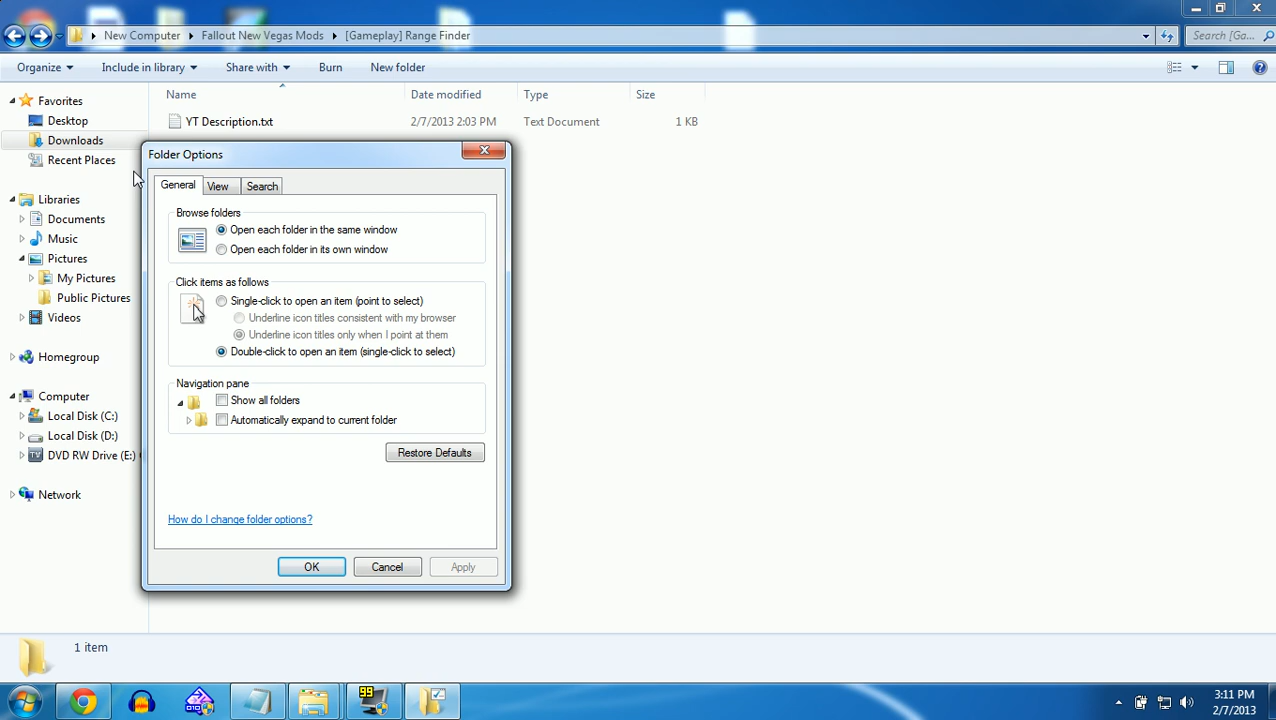 New Computer Fallout New Vegas Mods [Gameplay] Range Finder Search [Ga...
Organize Include in library Share with Burn New folder
Favorites
Desktop
Downloads
Recent Places
Libraries
Documents
Music
Pictures
My Pictures
Public Pictures
Videos
Homegroup
Computer
Local Disk (C:)
Local Disk (D:)
DVD RW Drive (E:)
Network
Name Date modified Type Size
YT Description.txt 2/7/2013 2:03 PM Text Document 1 KB
Folder Options
General View Search
Browse folders
Open each folder in the same window
Open each folder in its own window
Click items as follows
Single-click to open an item (point to select)
Underline icon titles consistent with my browser
Underline icon titles only when I point at them
Double-click to open an item (single-click to select)
Navigation pane
Show all folders
Automatically expand to current folder
Restore Defaults
How do I change folder options?
OK Cancel Apply
1 item
99
3:11 PM
2/7/2013